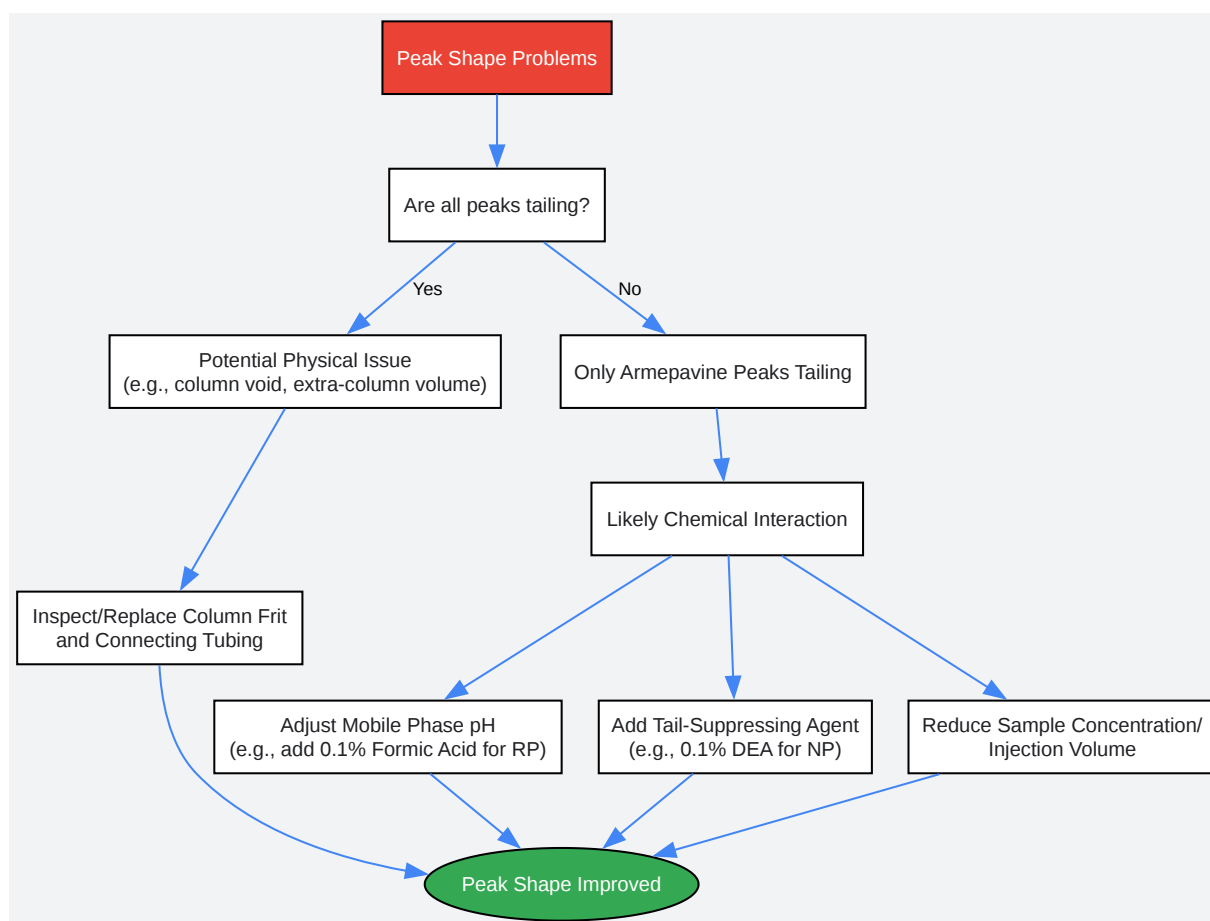 Peak Shape Problems
Are all peaks tailing?
Yes
No
Potential Physical Issue
(e.g., column void, extra-column volume)
Only Armepavine Peaks Tailing
Likely Chemical Interaction
Inspect/Replace Column Frit
and Connecting Tubing
Adjust Mobile Phase pH
(e.g., add 0.1% Formic Acid for RP)
Add Tail-Suppressing Agent
(e.g., 0.1% DEA for NP)
Reduce Sample Concentration/
Injection Volume
Peak Shape Improved